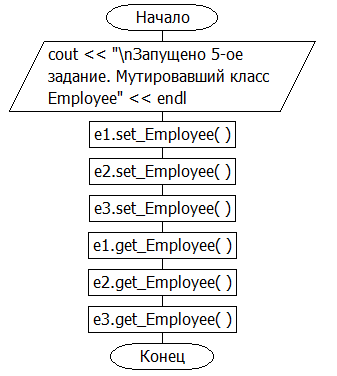 Начало
cout << "\nЗапущено 5-ое
задание. Мутировавший класс
Employee" << endl
e1.set_Employee( )
e2.set_Employee( )
e3.set_Employee( )
e1.get_Employee( )
e2.get_Employee( )
e3.get_Employee( )
Конец